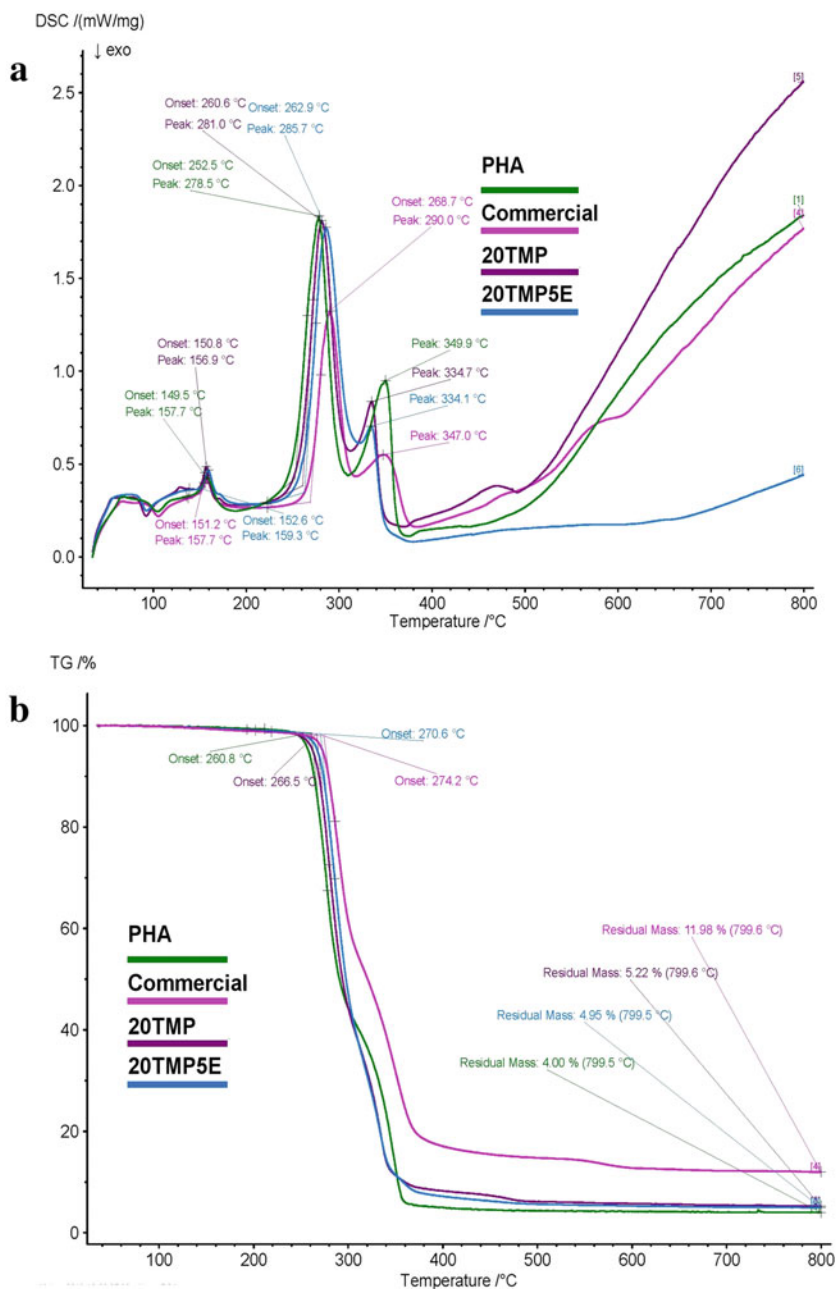 DSC /(mW/mg)
a
↓ exo
[5]
2.5
Onset: 260.6 °C
Onset: 262.9 °C
Peak: 281.0 °C
Peak: 285.7 °C
Onset: 252.5 °C
Peak: 278.5 °C
PHA
Onset: 268.7 °C
Peak: 290.0 °C
Commercial
20TMP
20TMP5E
[1]
[4]
2.0
1.5
1.0
0.5
0.0
Onset: 150.8 °C
Peak: 156.9 °C
Onset: 149.5 °C
Peak: 157.7 °C
Peak: 349.9 °C
Peak: 334.7 °C
Peak: 334.1 °C
Peak: 347.0 °C
Onset: 151.2 °C
Peak: 157.7 °C
Onset: 152.6 °C
Peak: 159.3 °C
[6]
100 200 300 400 500 600 700 800
Temperature /°C
TG /%
b
100
80
60
40
20
0
Onset: 270.6 °C
Onset: 260.8 °C
Onset: 266.5 °C
Onset: 274.2 °C
PHA
Commercial
20TMP
20TMP5E
Residual Mass: 11.98 % (799.6 °C)
Residual Mass: 5.22 % (799.6 °C)
Residual Mass: 4.95 % (799.5 °C)
Residual Mass: 4.00 % (799.5 °C)
[4]
100 200 300 400 500 600 700 800
Temperature /°C